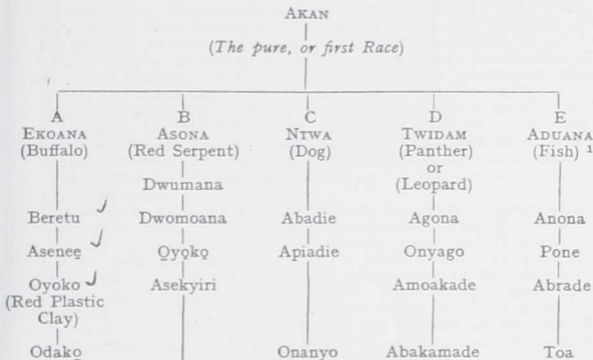 AKAN
(The pure, or first Race)
A B C D E
EKOANA ASONA NTWA TWIDAM ADUANA
(Buffalo) (Red Serpent) (Dog) (Panther) (Fish) 1
or
Dwumana (Leopard)
Beretu Dwomoana Abadie Agona Anona
Aseneẹ Ọyọkọ Apiadie Onyago Pone
Oyoko Asekyiri Amoakade Abrade
(Red Plastic
Clay)
Odakọ Onanyo Abakamade Toa